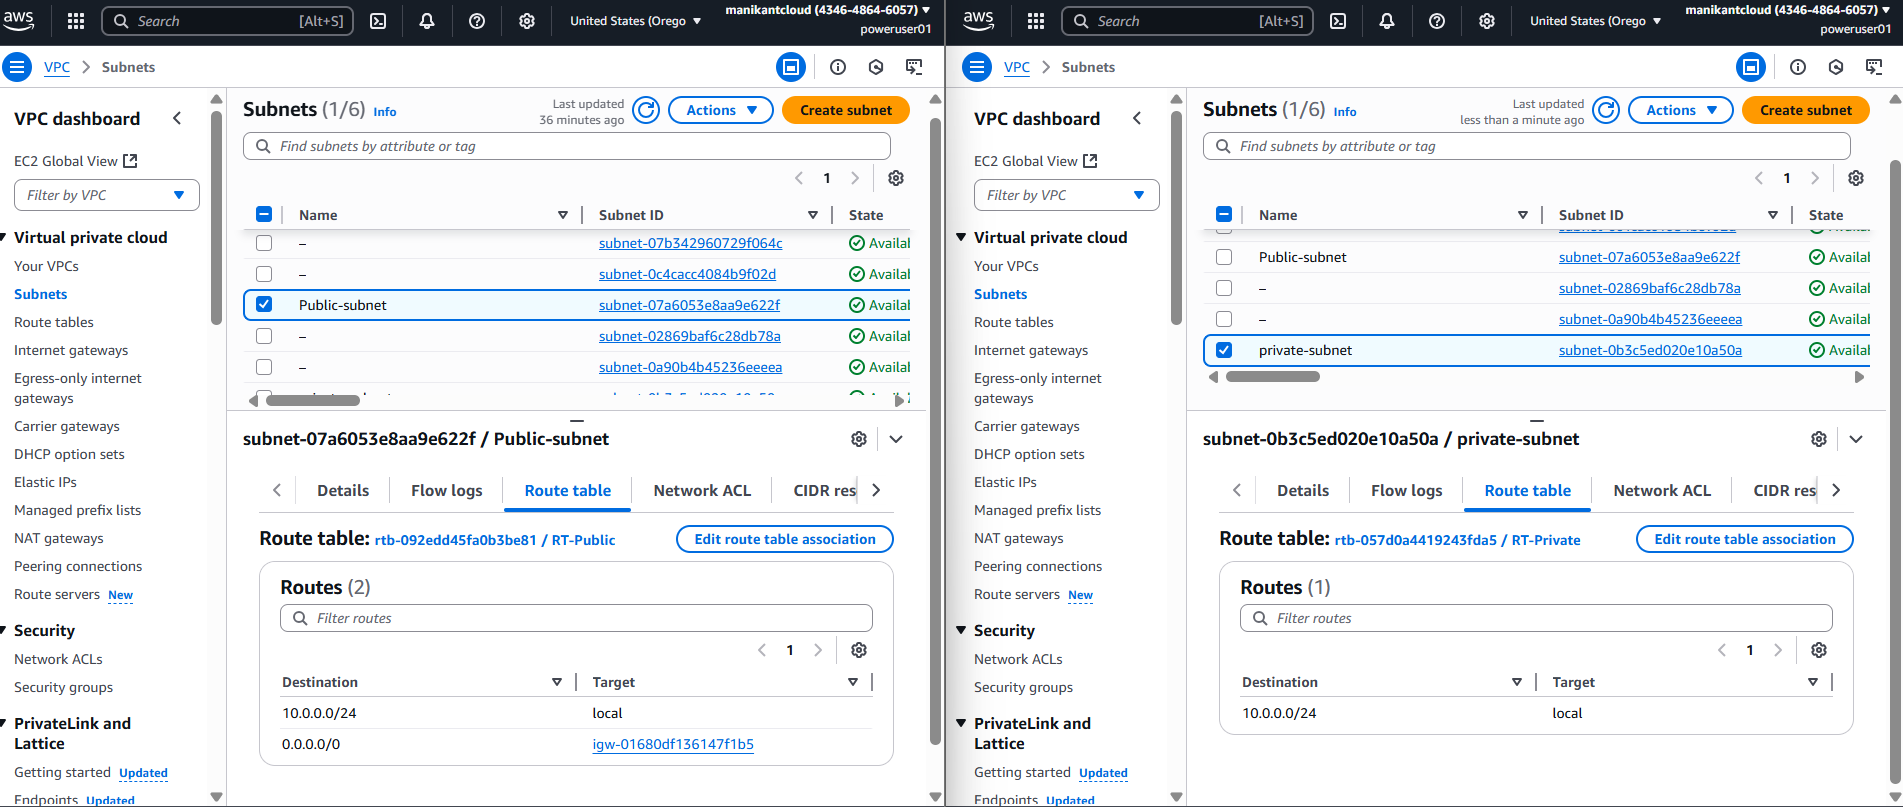 aws
Search [Alt+S]
United States (Orego
manikantcloud (4346-4864-6057)
poweruser01
VPC
Subnets
VPC dashboard
EC2 Global View
Filter by VPC
Virtual private cloud
Your VPCs
Subnets
Route tables
Internet gateways
Egress-only internet
gateways
Carrier gateways
DHCP option sets
Elastic IPs
Managed prefix lists
NAT gateways
Peering connections
Route servers New
Security
Network ACLs
Security groups
PrivateLink and
Lattice
Getting started Updated
Endpoints Updated
Subnets (1/6) Info
Last updated
36 minutes ago
Actions
Create subnet
Find subnets by attribute or tag
1
Name Subnet ID State
– subnet-07b342960729f064c Availal
– subnet-0c4cacc4084b9f02d Availal
Public-subnet subnet-07a6053e8aa9e622f Availal
– subnet-02869baf6c28db78a Availal
– subnet-0a90b4b45236eeeea Availal
subnet-07a6053e8aa9e622f / Public-subnet
Details Flow logs Route table Network ACL CIDR res
Route table: rtb-092edd45fa0b3be81 / RT-Public
Edit route table association
Routes (2)
Filter routes
1
Destination Target
10.0.0.0/24 local
0.0.0.0/0 igw-01680df136147f1b5
aws
Search [Alt+S]
United States (Orego
manikantcloud (4346-4864-6057)
poweruser01
VPC
Subnets
VPC dashboard
EC2 Global View
Filter by VPC
Virtual private cloud
Your VPCs
Subnets
Route tables
Internet gateways
Egress-only internet
gateways
Carrier gateways
DHCP option sets
Elastic IPs
Managed prefix lists
NAT gateways
Peering connections
Route servers New
Security
Network ACLs
Security groups
PrivateLink and
Lattice
Getting started Updated
Endpoints Updated
Subnets (1/6) Info
Last updated
less than a minute ago
Actions
Create subnet
Find subnets by attribute or tag
1
Name Subnet ID State
Public-subnet subnet-07a6053e8aa9e622f Availal
– subnet-02869baf6c28db78a Availal
– subnet-0a90b4b45236eeeea Availal
private-subnet subnet-0b3c5ed020e10a50a Availal
subnet-0b3c5ed020e10a50a / private-subnet
Details Flow logs Route table Network ACL CIDR res
Route table: rtb-057d0a4419243fda5 / RT-Private
Edit route table association
Routes (1)
Filter routes
1
Destination Target
10.0.0.0/24 local